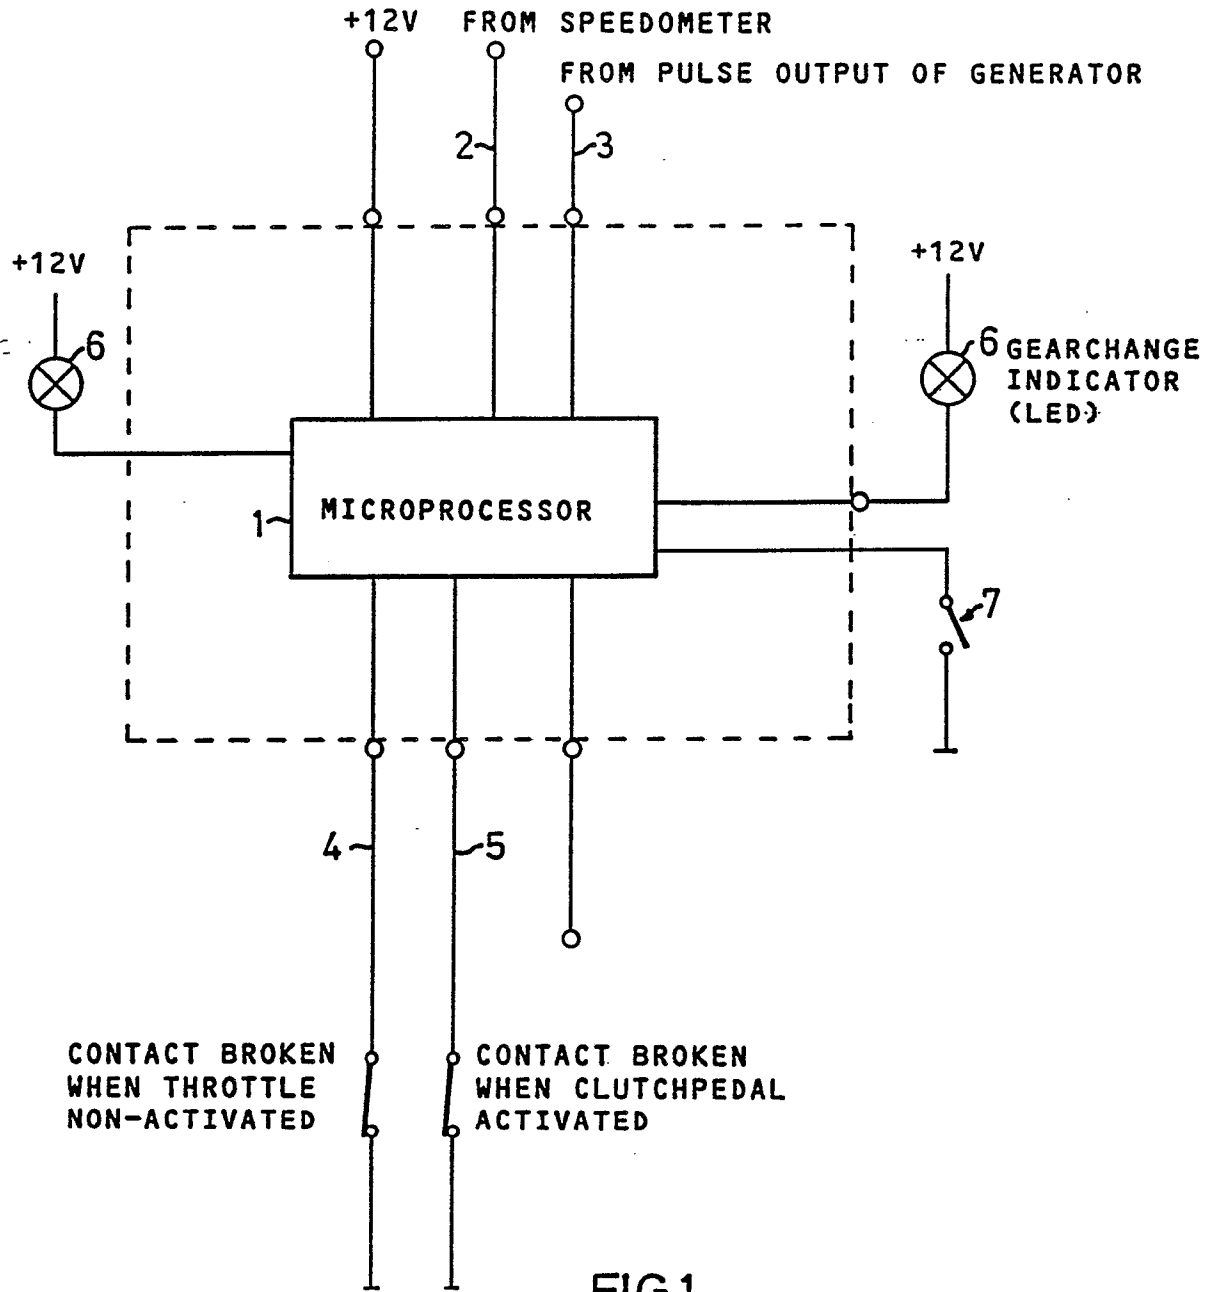 +12V FROM SPEEDOMETER
FROM PULSE OUTPUT OF GENERATOR
2
3
+12V
+12V
6
6 GEARCHANGE
INDICATOR
(LED)
MICROPROCESSOR
1
7
4
5
CONTACT BROKEN
WHEN THROTTLE
NON-ACTIVATED
CONTACT BROKEN
WHEN CLUTCHPEDAL
ACTIVATED
FIG.1